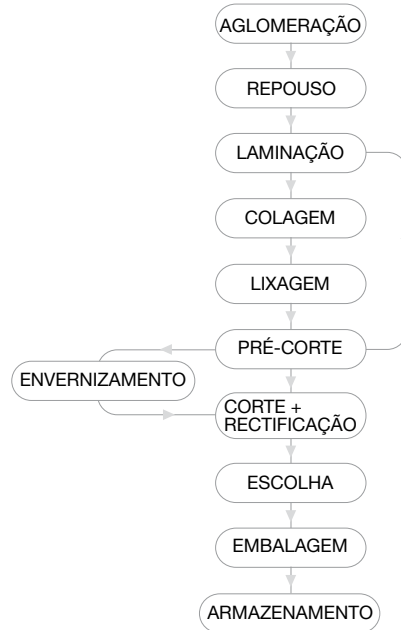 AGLOMERAÇÃO
REPOUSO
LAMINAÇÃO
COLAGEM
LIXAGEM
PRÉ-CORTE
ENVERNIZAMENTO
CORTE +
RECTIFICAÇÃO
ESCOLHA
EMBALAGEM
ARMAZENAMENTO